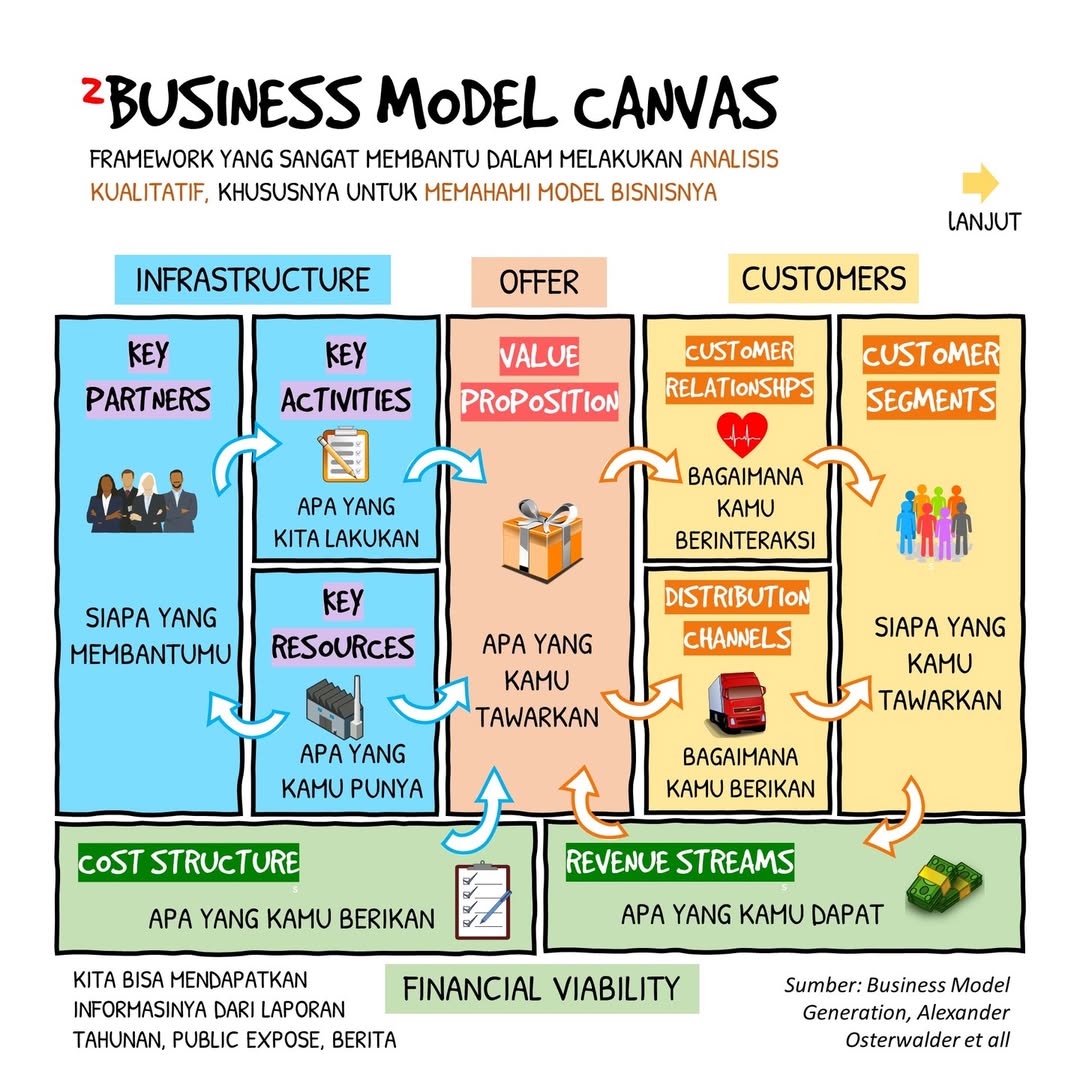 2BUSINESS MODEL CANVAS
FRAMEWORK YANG SANGAT MEMBANTU DALAM MELAKUKAN ANALISIS
KUALITATIF, KHUSUSNYA UNTUK MEMAHAMI MODEL BISNISNYA
LANJUT
INFRASTRUCTURE
OFFER
CUSTOMERS
KEY
PARTNERS
SIAPA YANG
MEMBANTUMU
KEY
ACTIVITIES
APA YANG
KITA LAKUKAN
KEY
RESOURCES
APA YANG
KAMU PUNYA
VALUE
PROPOSITION
APA YANG
KAMU
TAWARKAN
CUSTOMER
RELATIONSHPS
BAGAIMANA
KAMU
BERINTERAKSI
DISTRIBUTION
CHANNELS
BAGAIMANA
KAMU BERIKAN
CUSTOMER
SEGMENTS
s
SIAPA YANG
KAMU
TAWARKAN
COST STRUCTURE
s
APA YANG KAMU BERIKAN
REVENUE STREAMS
s
APA YANG KAMU DAPAT
KITA BISA MENDAPATKAN
INFORMASINYA DARI LAPORAN
TAHUNAN, PUBLIC EXPOSE, BERITA
FINANCIAL VIABILITY
Sumber: Business Model
Generation, Alexander
Osterwalder et all